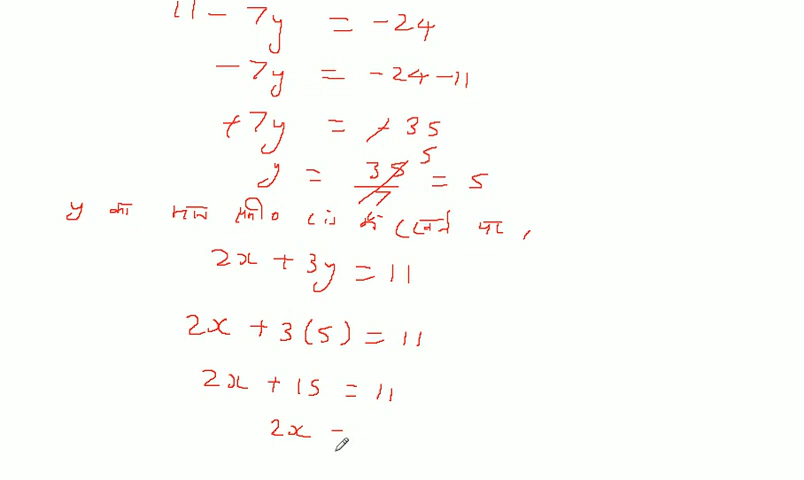 11 - 7y = -24
-7y = -24-11
+7y = +35
y = 35/7 5 = 5
y का मान समी० (i) में रखने पर,
2x + 3y = 11
2x + 3(5) = 11
2x + 15 = 11
2x =